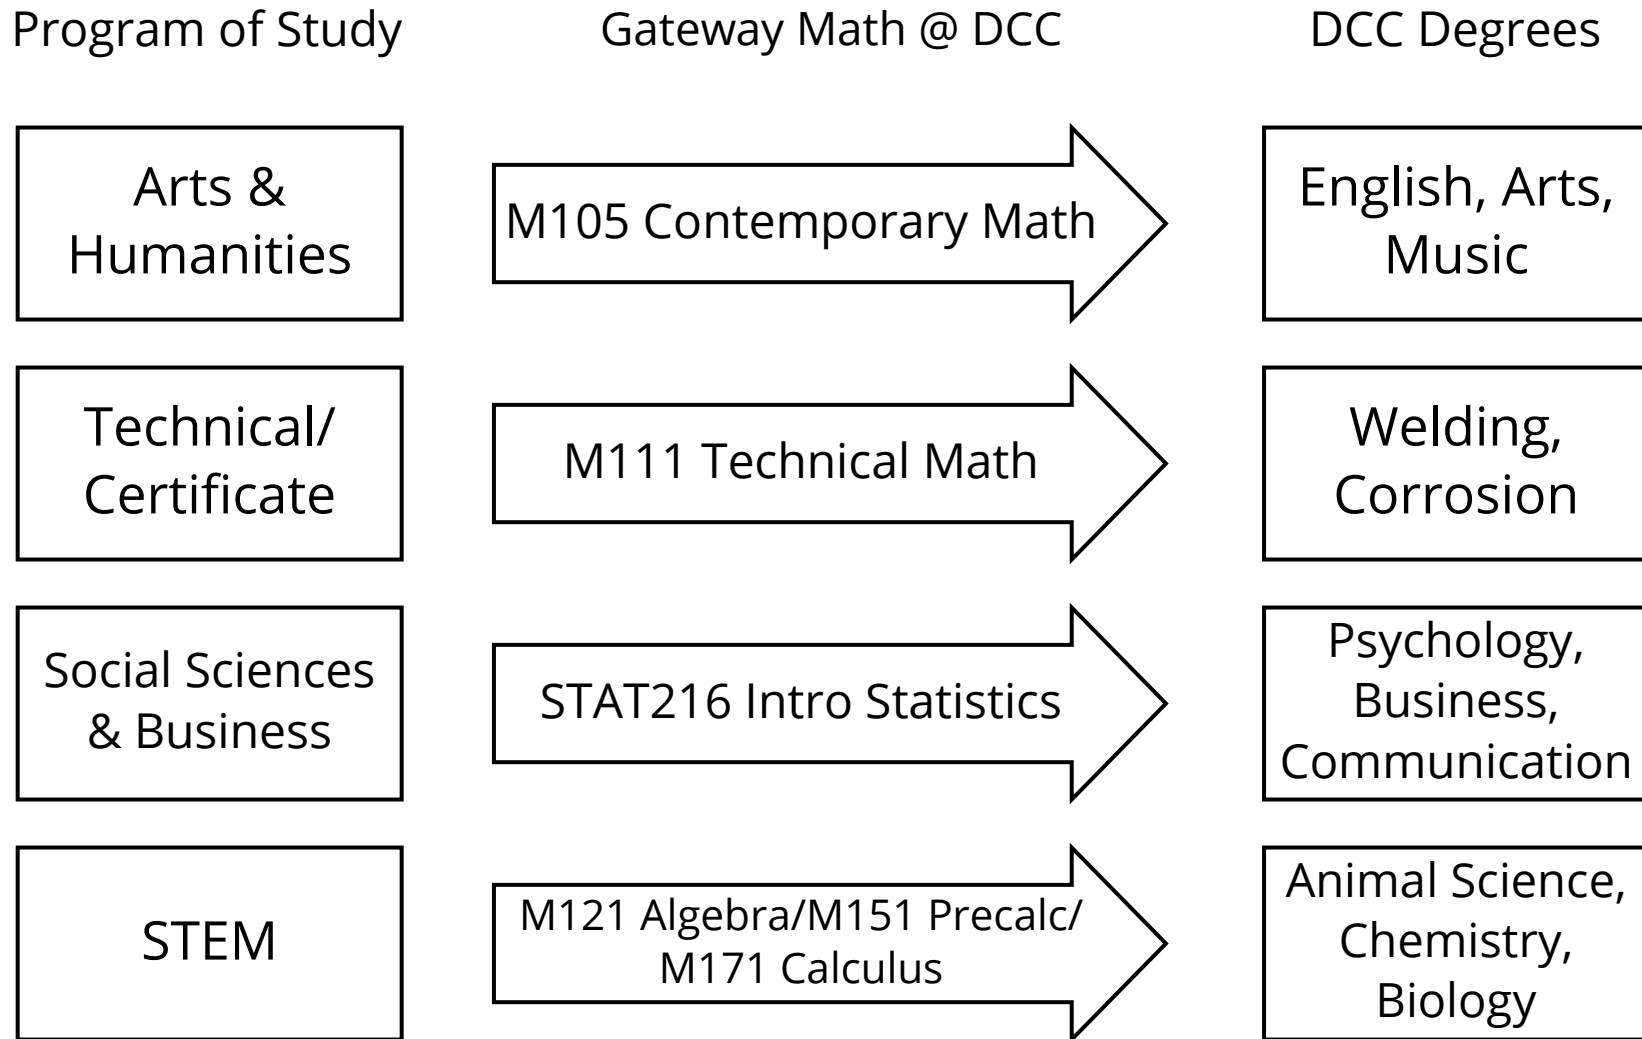 Program of Study
Gateway Math @ DCC
DCC Degrees
Arts &
Humanities
M105 Contemporary Math
English, Arts,
Music
Technical/
Certificate
M111 Technical Math
Welding,
Corrosion
Social Sciences
& Business
STAT216 Intro Statistics
Psychology,
Business,
Communication
STEM
M121 Algebra/M151 Precalc/
M171 Calculus
Animal Science,
Chemistry,
Biology